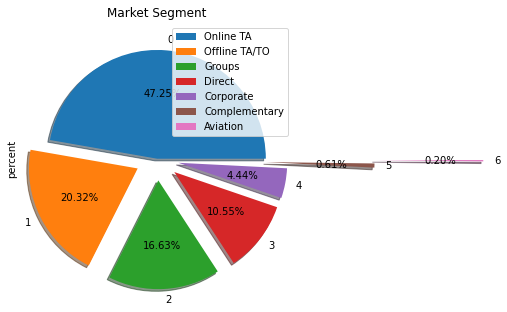 Market Segment
0
Online TA
Offline TA/TO
Groups
Direct
Corporate
Complementary
Aviation
47.25
percent
0.61%
0.20%
6
5
4.44%
4
20.32%
10.55%
1
16.63%
3
2